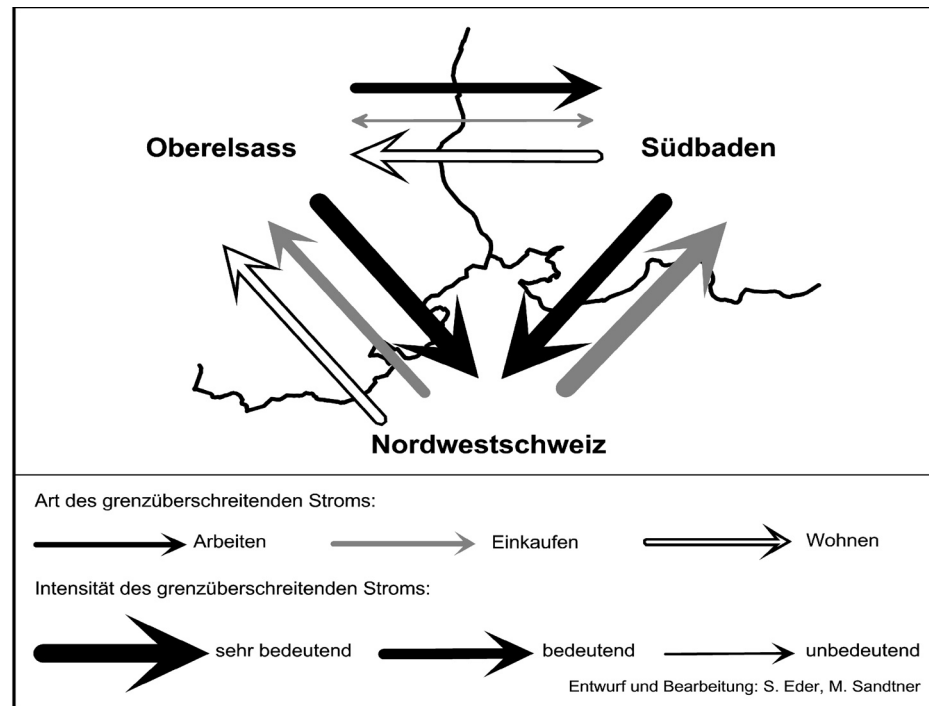 Oberelsass
Südbaden
Nordwestschweiz
Art des grenzüberschreitenden Stroms:
Arbeiten Einkaufen Wohnen
Intensität des grenzüberschreitenden Stroms:
sehr bedeutend bedeutend unbedeutend
Entwurf und Bearbeitung: S. Eder, M. Sandtner